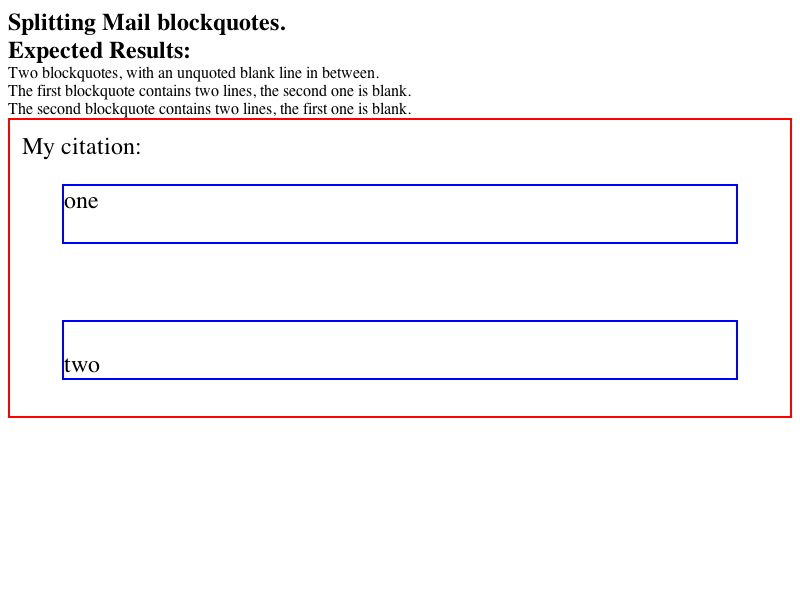 Splitting Mail blockquotes.
Expected Results:
Two blockquotes, with an unquoted blank line in between.
The first blockquote contains two lines, the second one is blank.
The second blockquote contains two lines, the first one is blank.
My citation:
one
two